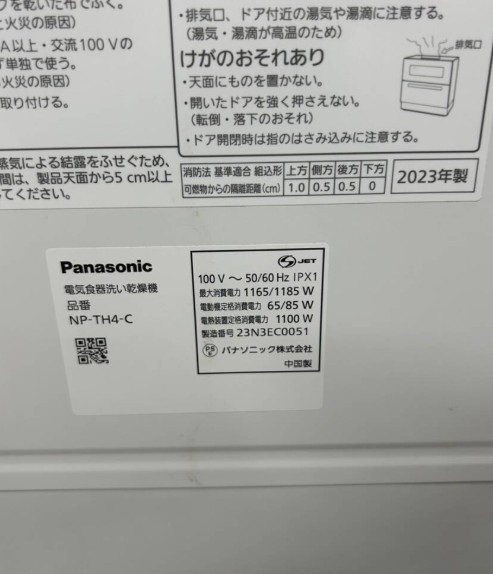 プを乾いた布でふく。
と火災の原因)
A以上・交流100Vの
ず単独で使う。
火災の原因)
取り付ける。
・排気口、ドア付近の湯気や湯滴に注意する。
(湯気・湯滴が高温のため)
けがのおそれあり
・天面にものを置かない。
・開いたドアを強く押さえない。
(転倒・落下のおそれ)
・ドア開閉時は指のはさみ込みに注意する。
排気口
蒸気による結露をふせぐため、
間は、製品天面から5cm以上
てください。
消防法 基準適合 組込形 上方 側方 後方 下方
可燃物からの隔離距離(cm) 1.0 0.5 0.5 0
2023年製
Panasonic
電気食器洗い乾燥機
品番
NP-TH4-C
S JET
100 V ~ 50/60 Hz IPX1
最大消費電力 1165/1185 W
電動機定格消費電力 65/85 W
電熱装置定格消費電力 1100 W
製造番号 23N3EC0051
PSE パナソニック株式会社
中国製